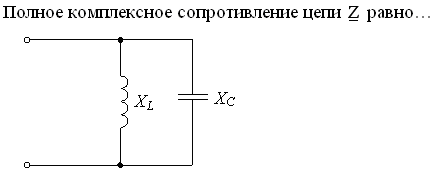 Полное комплексное сопротивление цепи Z равно…
X_L
X_C